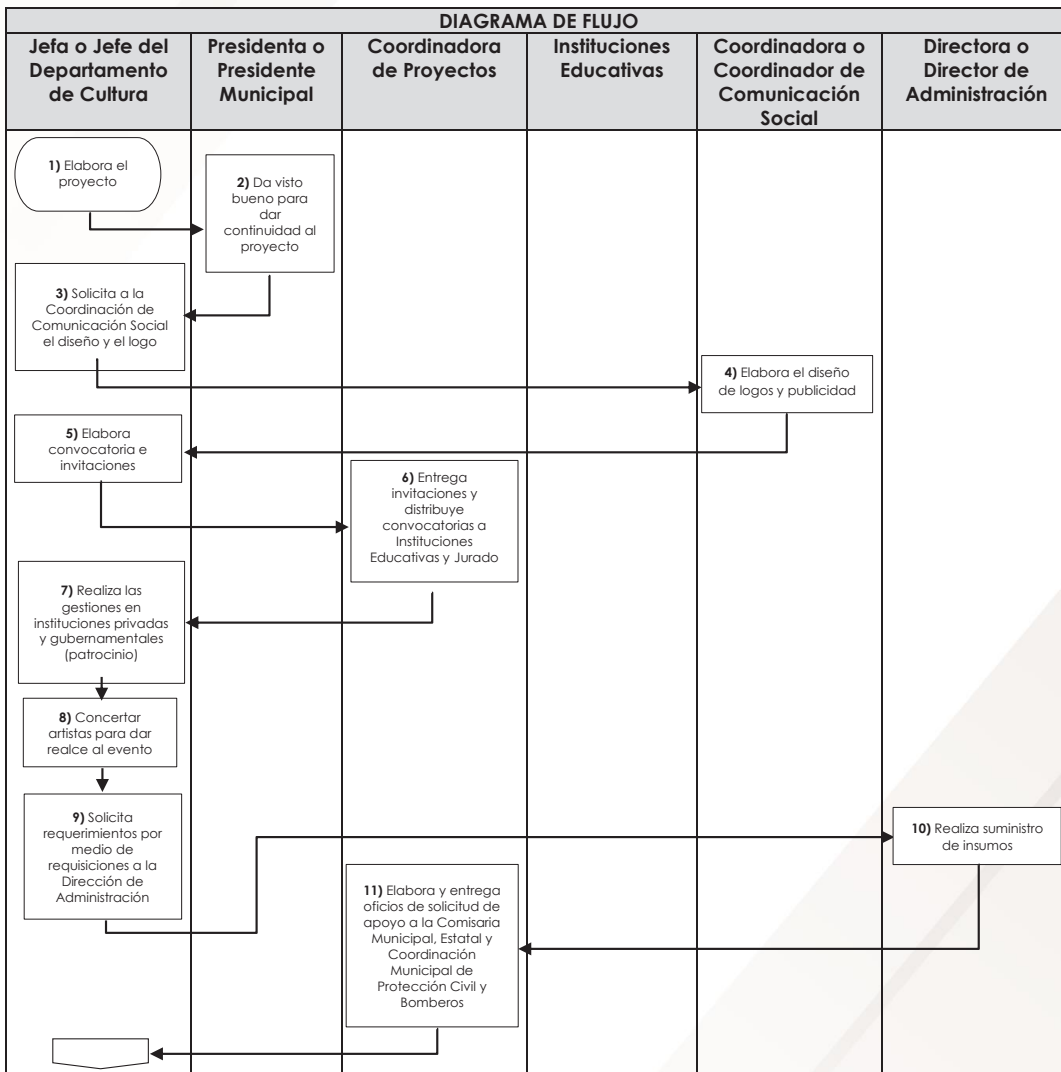 DIAGRAMA DE FLUJO
Jefa o Jefe del
Departamento
de Cultura
Presidenta o
Presidente
Municipal
Coordinadora
de Proyectos
Instituciones
Educativas
Coordinadora o
Coordinador de
Comunicación
Social
Directora o
Director de
Administración
1) Elabora el
proyecto
2) Da visto
bueno para
dar
continuidad al
proyecto
3) Solicita a la
Coordinación de
Comunicación Social
el diseño y el logo
4) Elabora el diseño
de logos y publicidad
5) Elabora
convocatoria e
invitaciones
6) Entrega
invitaciones y
distribuye
convocatorias a
Instituciones
Educativas y Jurado
7) Realiza las
gestiones en
instituciones privadas
y gubernamentales
(patrocinio)
8) Concertar
artistas para dar
realce al evento
9) Solicita
requerimientos por
medio de
requisiciones a la
Dirección de
Administración
10) Realiza suministro
de insumos
11) Elabora y entrega
oficios de solicitud de
apoyo a la Comisaria
Municipal, Estatal y
Coordinación
Municipal de
Protección Civil y
Bomberos